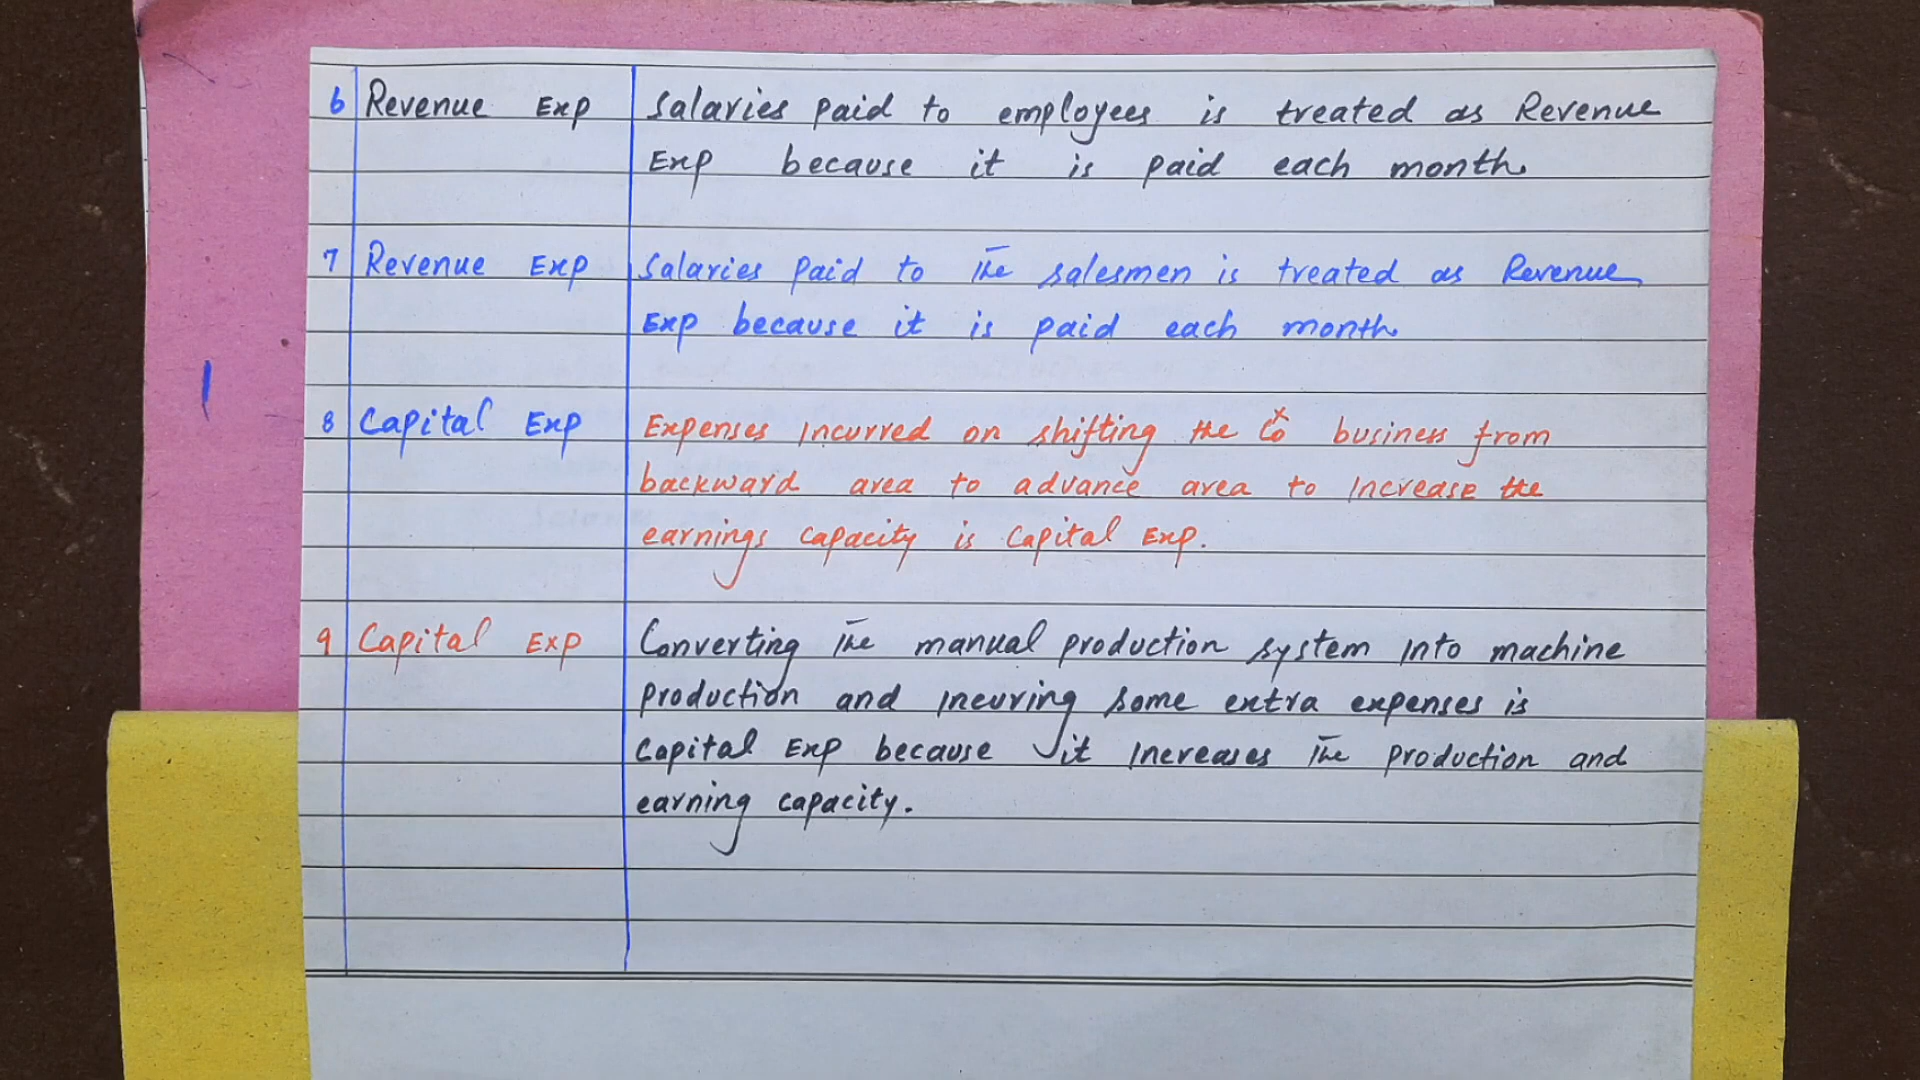 6 Revenue Exp Salaries paid to employees is treated as Revenue
Exp because it is paid each month.
7 Revenue Exp Salaries paid to the salesmen is treated as Revenue
Exp because it is paid each month.
8 Capital Exp Expenses incurred on shifting the Co business from
backward area to advance area to increase the
earnings capacity is Capital Exp.
9 Capital Exp Converting the manual production system into machine
production and incuring some extra expenses is
Capital Exp because it increases the production and
earning capacity.